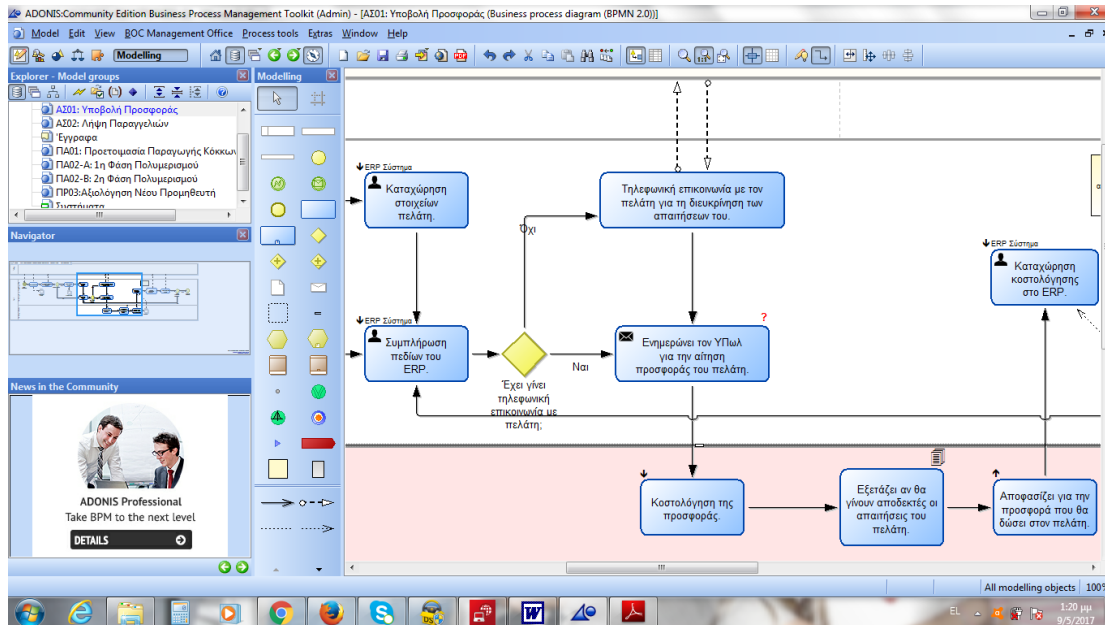 ADONIS:Community Edition Business Process Management Toolkit (Admin) - [ΑΣ01: Υποβολή Προσφοράς (Business process diagram (BPMN 2.0))]
Model Edit View BOC Management Office Process tools Extras Window Help
Modelling
Explorer - Model groups
ΑΣ01: Υποβολή Προσφοράς
ΑΣ02: Λήψη Παραγγελιών
Έγγραφα
ΠΑ01: Προετοιμασία Παραγωγής Κόκκων
ΠΑ02-Α: 1η Φάση Πολυμερισμού
ΠΑ02-Β: 2η Φάση Πολυμερισμού
ΠΡ03:Αξιολόγηση Νέου Προμηθευτή
Συστήματα
Navigator
News in the Community
ADONIS Professional
Take BPM to the next level
DETAILS
Modelling
ERP Σύστημα
Καταχώρηση
στοιχείων
πελάτη.
Τηλεφωνική επικοινωνία με τον
πελάτη για τη διευκρίνηση των
απαιτήσεων του.
Όχι
ERP Σύστημα
Καταχώρηση
κοστολόγησης
στο ERP.
ERP Σύστημα
Συμπλήρωση
πεδίων του
ERP.
Έχει γίνει
τηλεφωνική
επικοινωνία με
πελάτη;
Ναι
?
Ενημερώνει τον ΥΠωλ
για την αίτηση
προσφοράς του πελάτη.
Κοστολόγηση της
προσφοράς.
Εξετάζει αν θα
γίνουν αποδεκτές οι
απαιτήσεις του
πελάτη.
Αποφασίζει για την
προσφορά που θα
δώσει στον πελάτη.
All modelling objects 100%
EL
1:20 μμ
9/5/2017